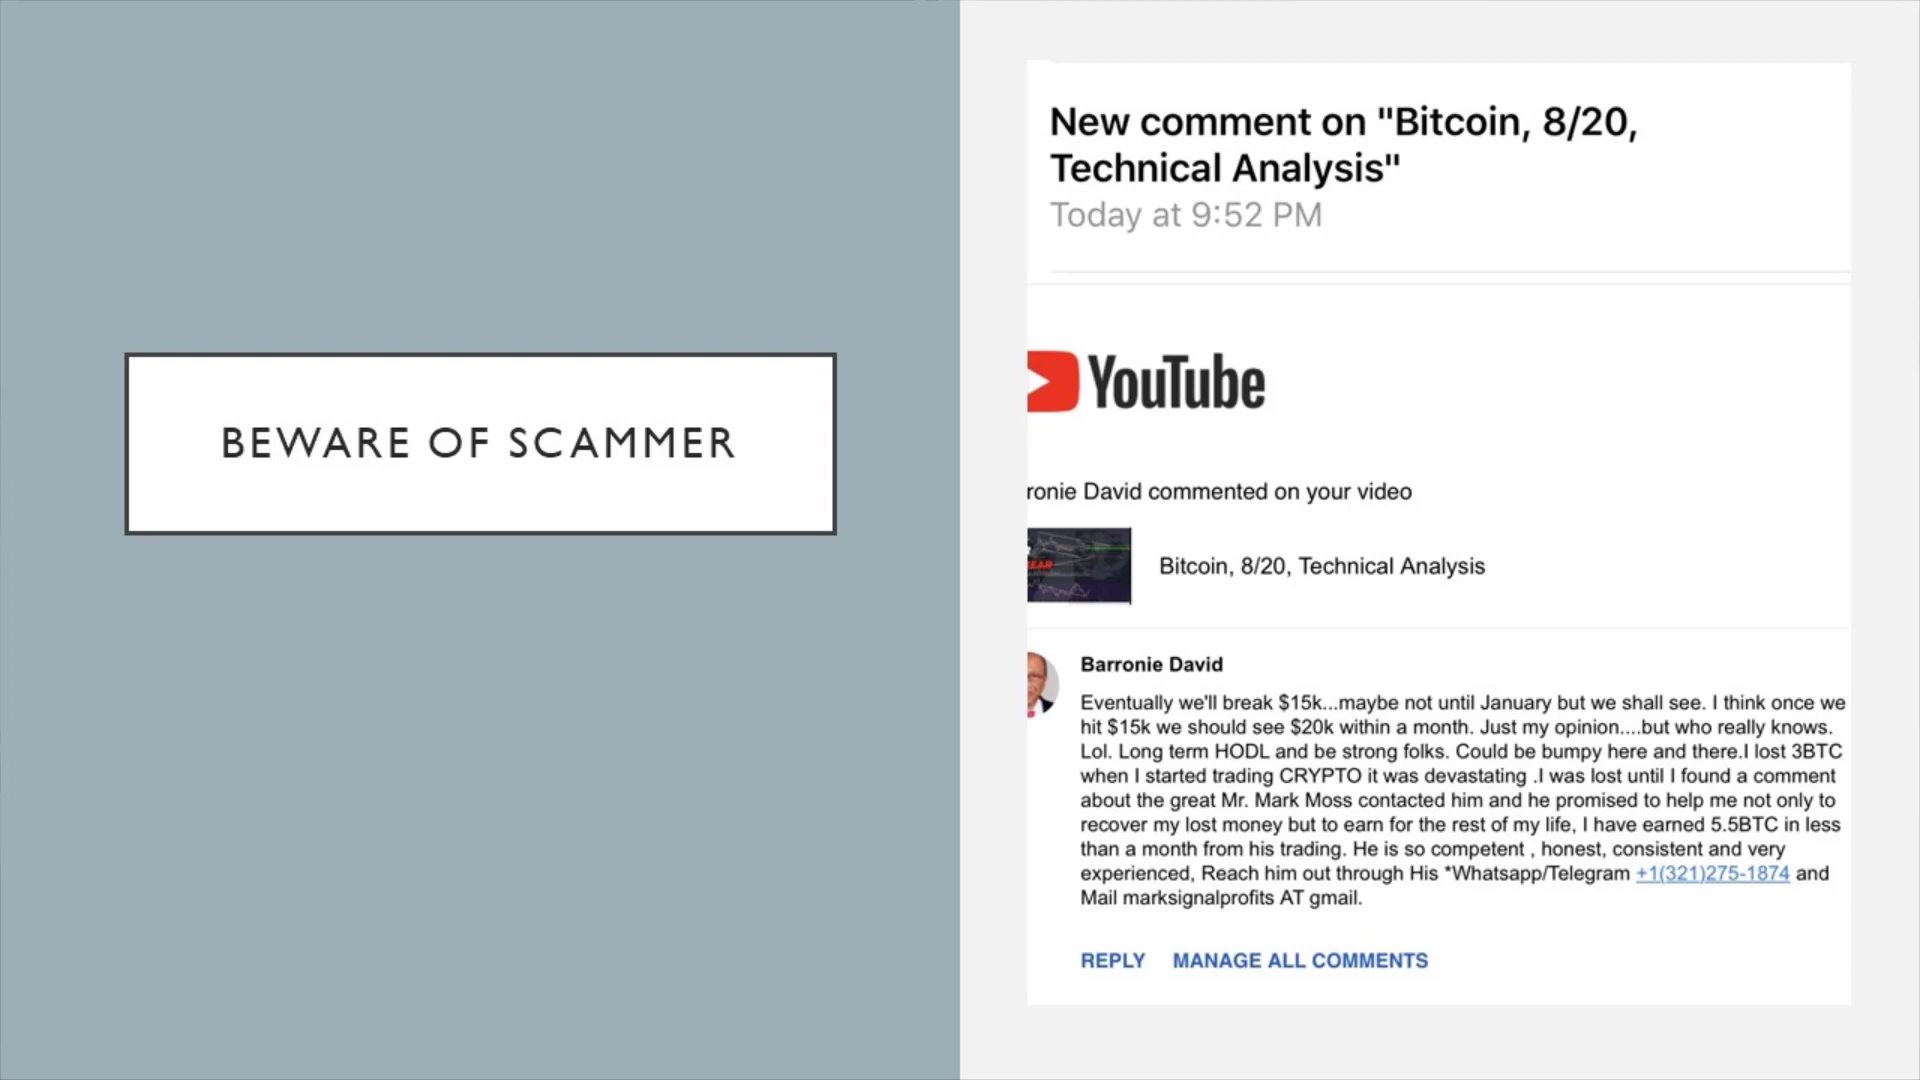 BEWARE OF SCAMMER
New comment on "Bitcoin, 8/20,
Technical Analysis"
Today at 9:52 PM
YouTube
ronie David commented on your video
Bitcoin, 8/20, Technical Analysis
Barronie David
Eventually we'll break $15k...maybe not until January but we shall see. I think once we
hit $15k we should see $20k within a month. Just my opinion....but who really knows.
Lol. Long term HODL and be strong folks. Could be bumpy here and there.I lost 3BTC
when I started trading CRYPTO it was devastating .I was lost until I found a comment
about the great Mr. Mark Moss contacted him and he promised to help me not only to
recover my lost money but to earn for the rest of my life, I have earned 5.5BTC in less
than a month from his trading. He is so competent , honest, consistent and very
experienced, Reach him out through His *Whatsapp/Telegram +1(321)275-1874 and
Mail marksignalprofits AT gmail.
REPLY MANAGE ALL COMMENTS